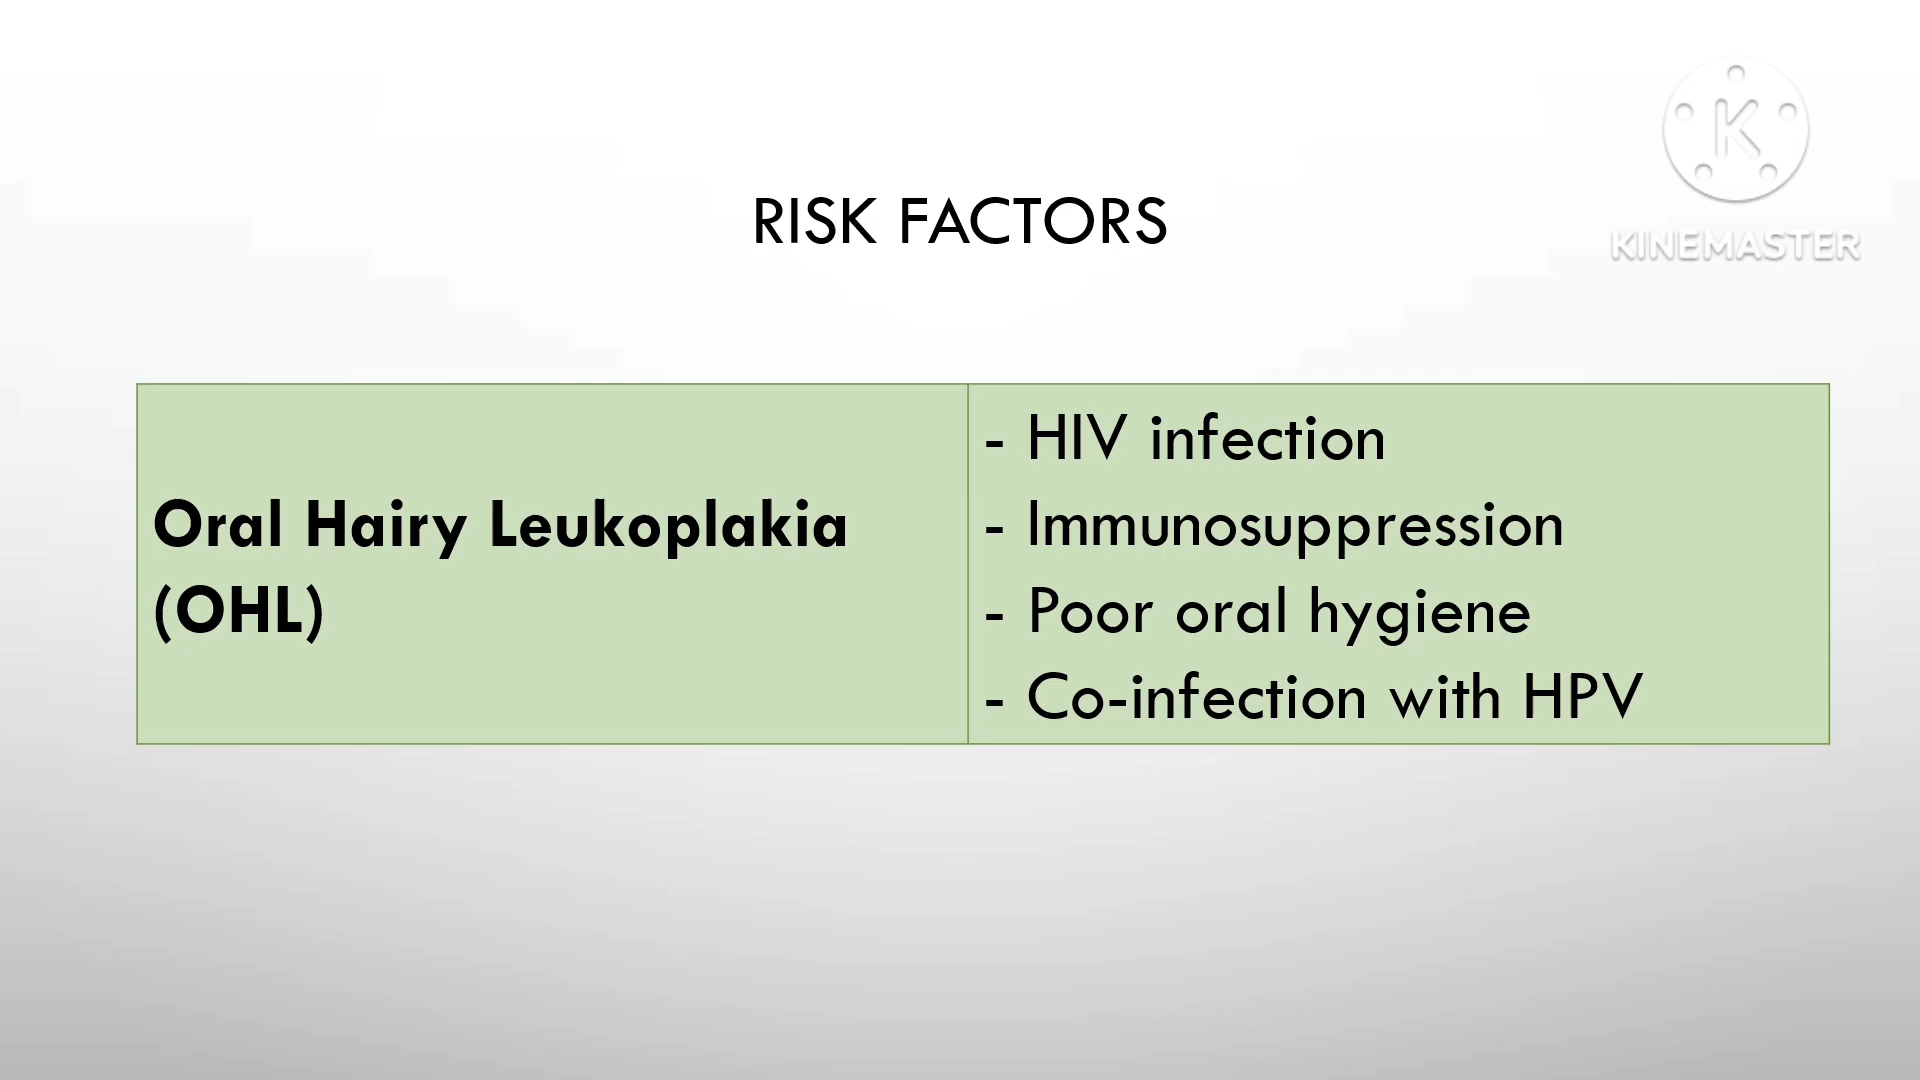 K
KINEMASTER
RISK FACTORS
Oral Hairy Leukoplakia
(OHL)
- HIV infection
- Immunosuppression
- Poor oral hygiene
- Co-infection with HPV